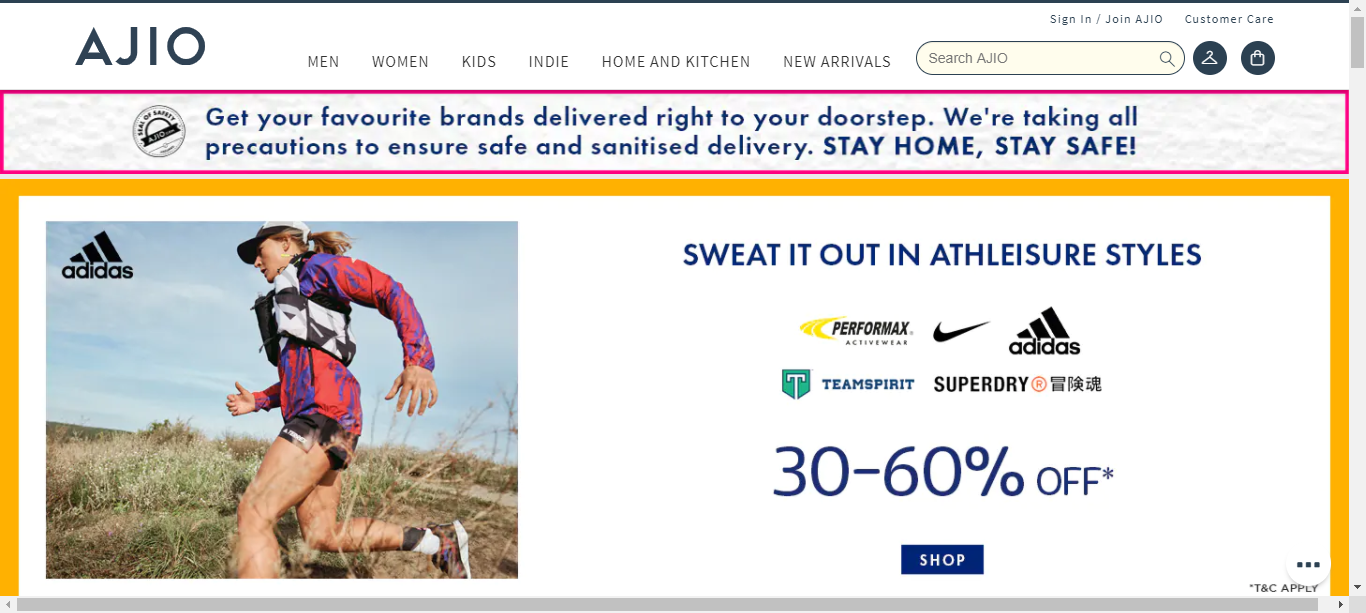 Sign In / Join AJIO Customer Care
AJIO
MEN WOMEN KIDS INDIE HOME AND KITCHEN NEW ARRIVALS Search AJIO
SEAL OF SAFETY
AJIO.com
Get your favourite brands delivered right to your doorstep. We're taking all
precautions to ensure safe and sanitised delivery. STAY HOME, STAY SAFE!
adidas
SWEAT IT OUT IN ATHLEISURE STYLES
PERFORMAX
ACTIVEWEAR
adidas
TEAMSPIRIT SUPERDRY® 冒険魂
30-60% OFF*
SHOP
*T&C APPLY